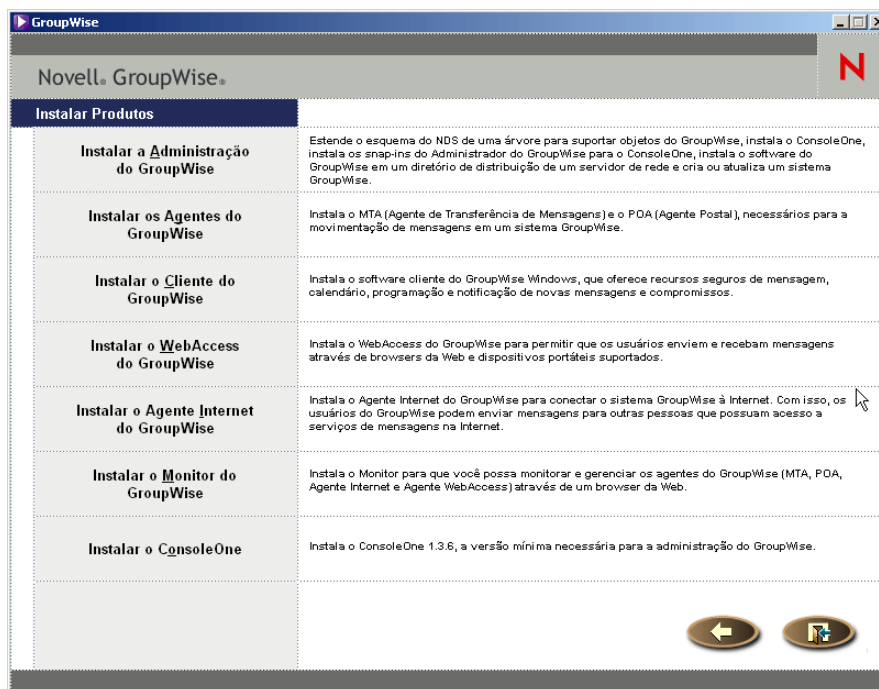 GroupWise
Novell® GroupWise®
N
Instalar Produtos
Instalar a Administração
do GroupWise
Estende o esquema do NDS de uma árvore para suportar objetos do GroupWise, instala o ConsoleOne,
instala os snap-ins do Administrador do GroupWise para o ConsoleOne, instala o software do
GroupWise em um diretório de distribuição de um servidor de rede e cria ou atualiza um sistema
GroupWise.
Instalar os Agentes do
GroupWise
Instala o MTA (Agente de Transferência de Mensagens) e o POA (Agente Postal), necessários para a
movimentação de mensagens em um sistema GroupWise.
Instalar o Cliente do
GroupWise
Instala o software cliente do GroupWise Windows, que oferece recursos seguros de mensagem,
calendário, programação e notificação de novas mensagens e compromissos.
Instalar o WebAccess
do GroupWise
Instala o WebAccess do GroupWise para permitir que os usuários enviem e recebam mensagens
através de browsers da Web e dispositivos portáteis suportados.
Instalar o Agente Internet
do GroupWise
Instala o Agente Internet do GroupWise para conectar o sistema GroupWise à Internet. Com isso, os
usuários do GroupWise podem enviar mensagens para outras pessoas que possuam acesso a
serviços de mensagens na Internet.
Instalar o Monitor do
GroupWise
Instala o Monitor para que você possa monitorar e gerenciar os agentes do GroupWise (MTA, POA,
Agente Internet e Agente WebAccess) através de um browser da Web.
Instalar o ConsoleOne
Instala o ConsoleOne 1.3.6, a versão mínima necessária para a administração do GroupWise.